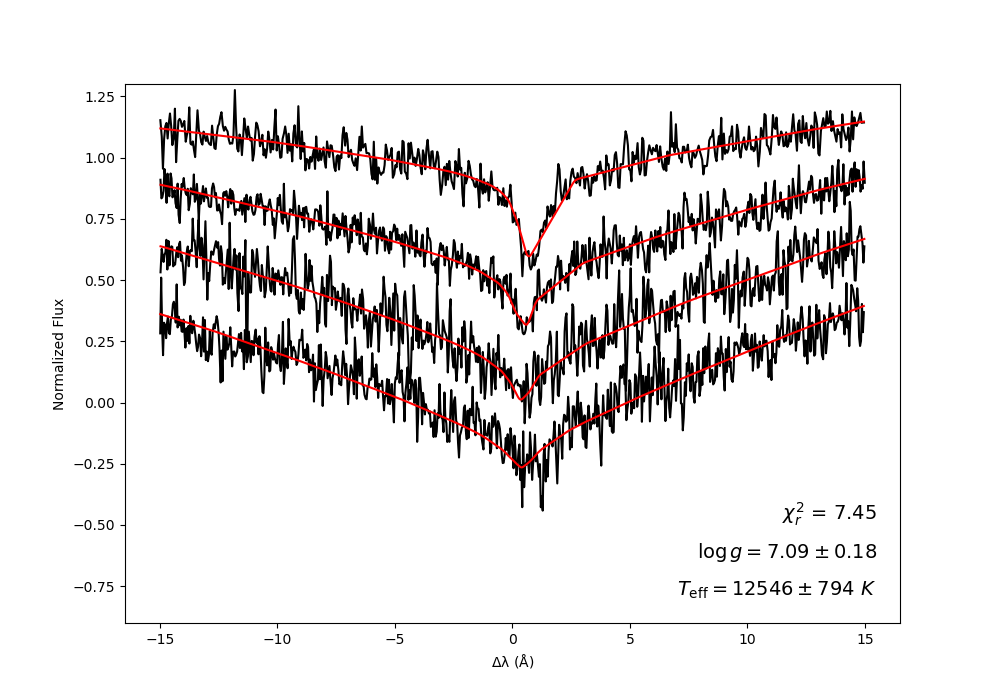 1.25
1.00
0.75
0.50
0.25
0.00
−0.25
−0.50
−0.75
Normalized Flux
χ²ᵣ = 7.45
log g = 7.09 ± 0.18
T_eff = 12546 ± 794 K
−15 −10 −5 0 5 10 15
Δλ (Å)